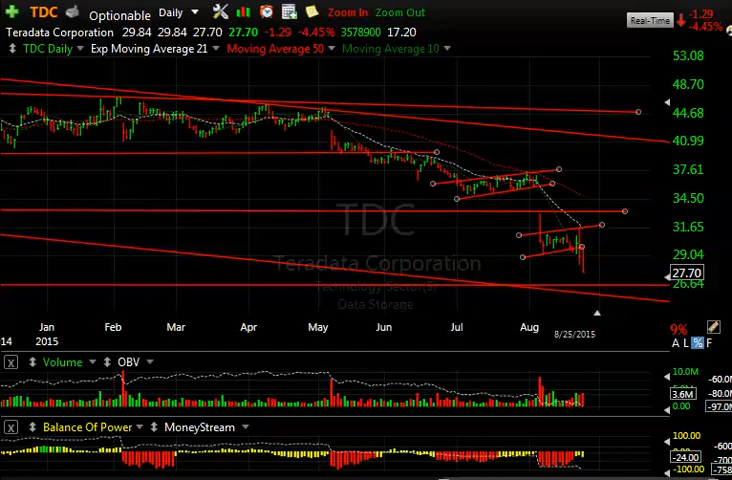 TDC Optionable Daily Zoom In Zoom Out Real-Time -1.29
-4.45%
Teradata Corporation 29.84 29.84 27.70 27.70 -1.29 -4.45% 3578900 17.20
TDC Daily Exp Moving Average 21 Moving Average 50 Moving Average 10
53.08
48.70
44.68
40.99
37.61
34.50
31.65
29.04
27.70
26.64
TDC
Teradata Corporation
Technology Sector(S)
Data Storage
Jan Feb Mar Apr May Jun Jul Aug
14 2015 8/25/2015
9%
A L % F
X Volume OBV
10.0M
-60.0M
3.6M -80.0M
0.00 -97.0M
X Balance Of Power MoneyStream
100.00
-600
-24.00
-100.00 -758